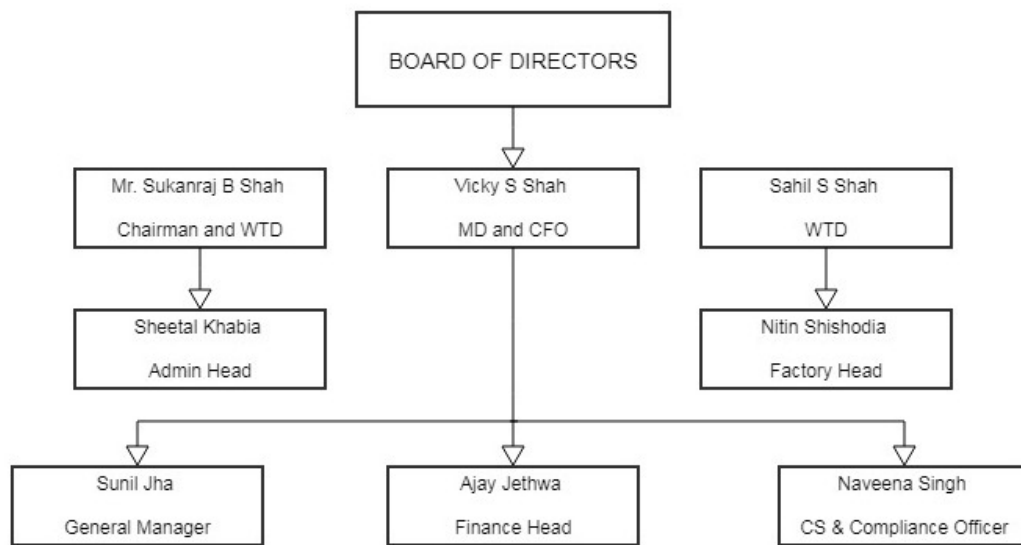 BOARD OF DIRECTORS
Mr. Sukanraj B Shah
Chairman and WTD
Vicky S Shah
MD and CFO
Sahil S Shah
WTD
Sheetal Khabia
Admin Head
Nitin Shishodia
Factory Head
Sunil Jha
General Manager
Ajay Jethwa
Finance Head
Naveena Singh
CS & Compliance Officer